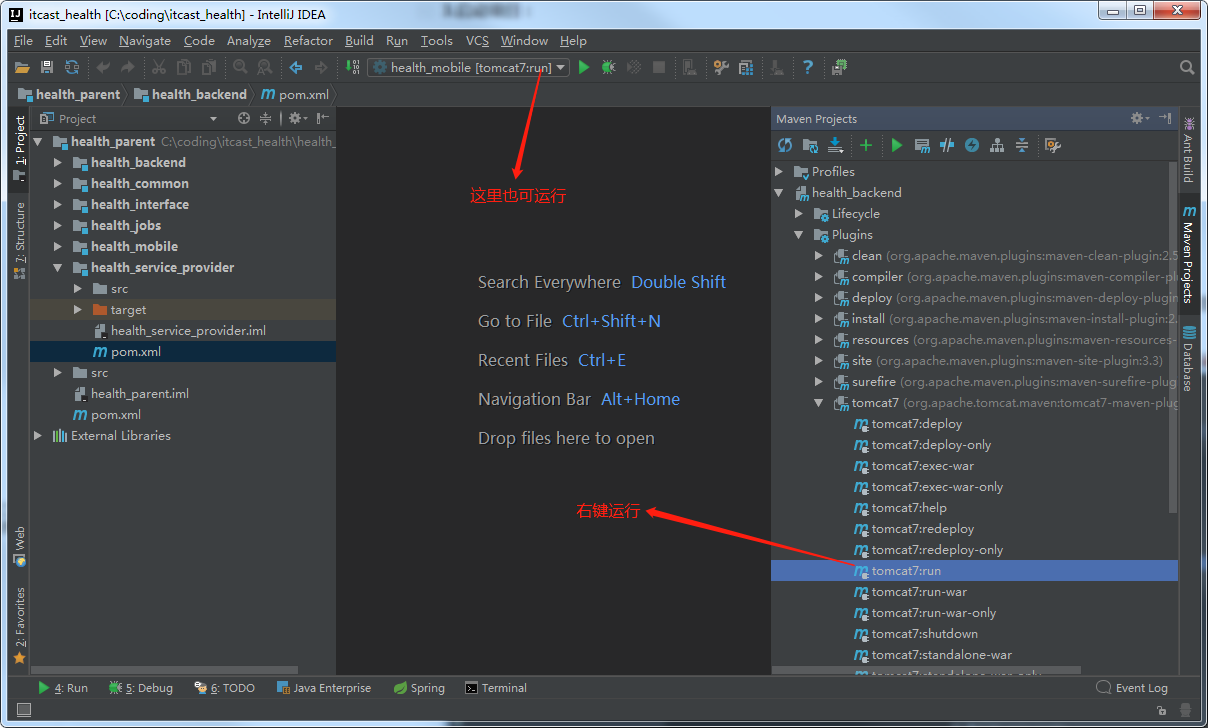 itcast_health [C:\coding\itcast_health] - IntelliJ IDEA
File Edit View Navigate Code Analyze Refactor Build Run Tools VCS Window Help
health_mobile [tomcat7:run]
health_parent health_backend pom.xml
1: Project
7: Structure
Web
2: Favorites
Project
health_parent C:\coding\itcast_health\health_
health_backend
health_common
health_interface
health_jobs
health_mobile
health_service_provider
src
target
health_service_provider.iml
pom.xml
src
health_parent.iml
pom.xml
External Libraries
这里也可运行
Search Everywhere Double Shift
Go to File Ctrl+Shift+N
Recent Files Ctrl+E
Navigation Bar Alt+Home
Drop files here to open
右键运行
Maven Projects
Profiles
health_backend
Lifecycle
Plugins
clean (org.apache.maven.plugins:maven-clean-plugin:2.5
compiler (org.apache.maven.plugins:maven-compiler-pl
deploy (org.apache.maven.plugins:maven-deploy-plugin
install (org.apache.maven.plugins:maven-install-plugin:2.
resources (org.apache.maven.plugins:maven-resources-
site (org.apache.maven.plugins:maven-site-plugin:3.3)
surefire (org.apache.maven.plugins:maven-surefire-plug
tomcat7 (org.apache.tomcat.maven:tomcat7-maven-plug
tomcat7:deploy
tomcat7:deploy-only
tomcat7:exec-war
tomcat7:exec-war-only
tomcat7:help
tomcat7:redeploy
tomcat7:redeploy-only
tomcat7:run
tomcat7:run-war
tomcat7:run-war-only
tomcat7:shutdown
tomcat7:standalone-war
tomcat7:standalone-war-only
Ant Build
Maven Projects
Database
4: Run 5: Debug 6: TODO Java Enterprise Spring Terminal Event Log